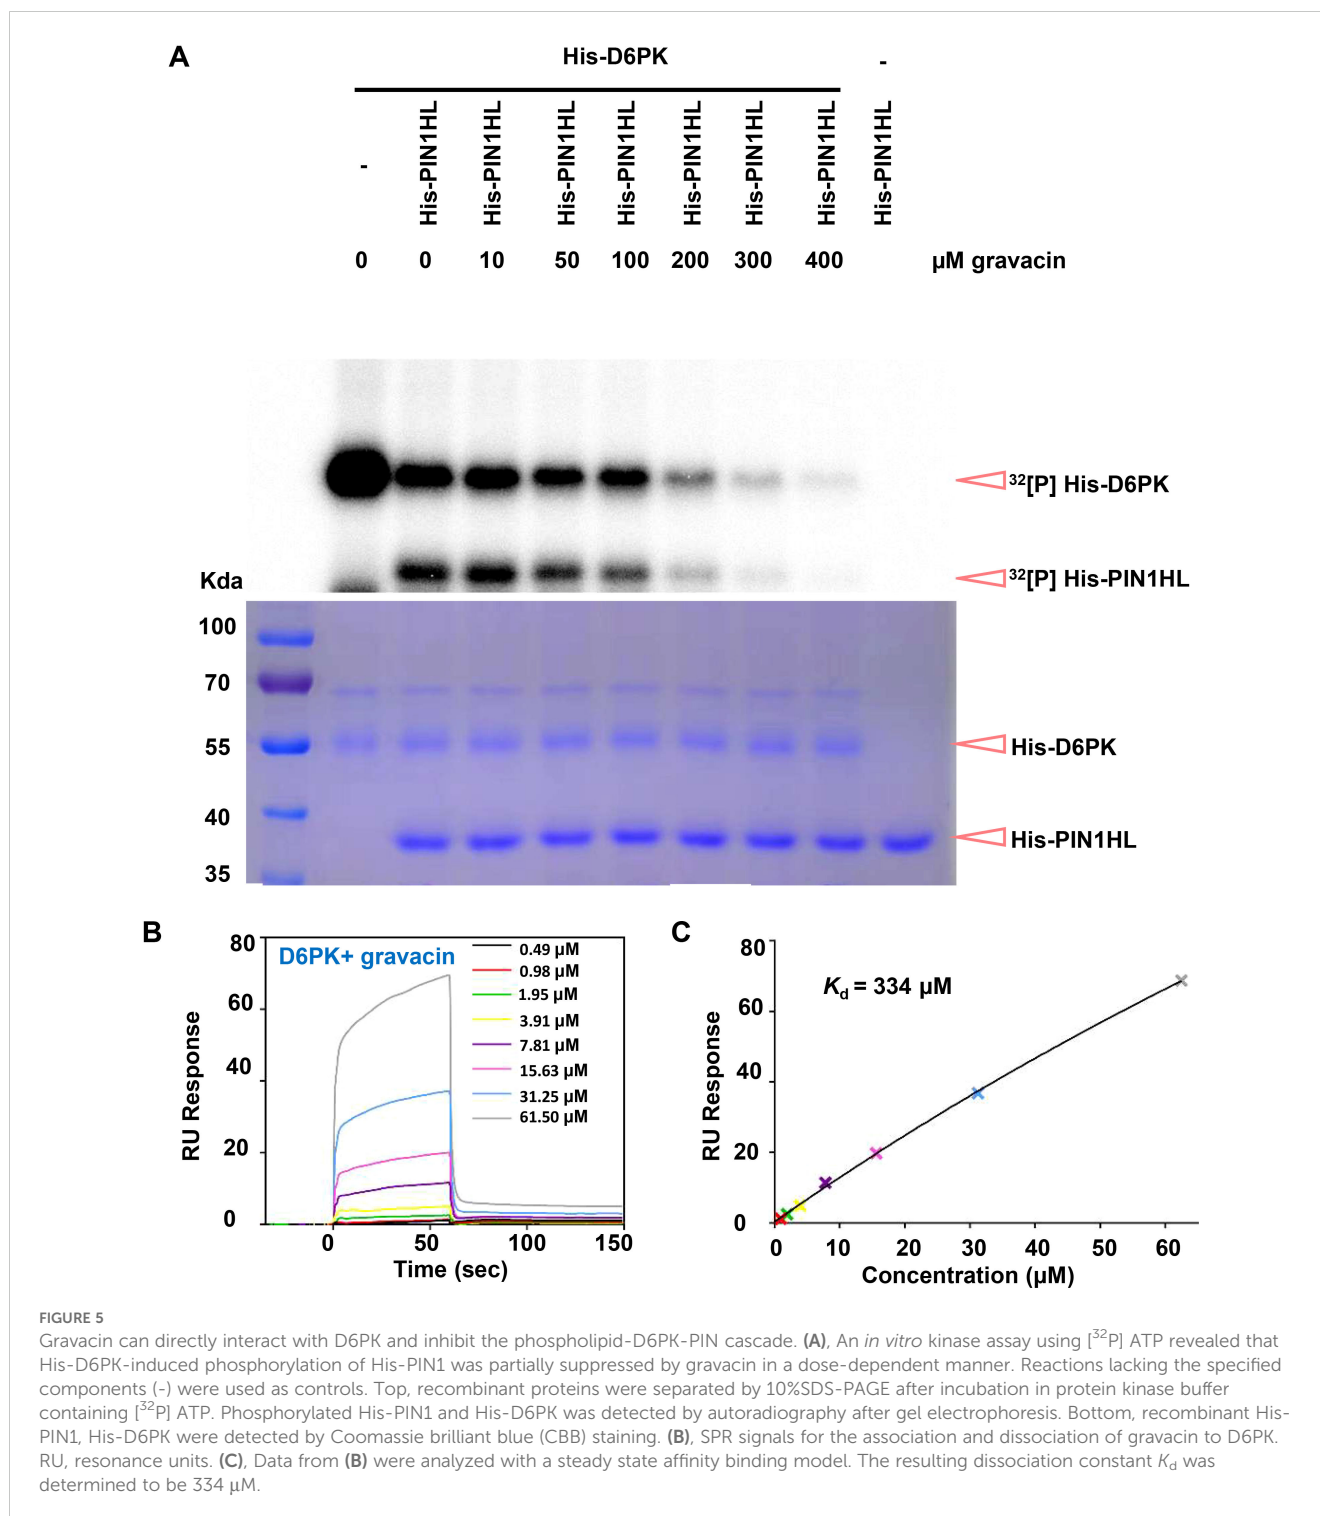 A
His-D6PK
-
-
His-PIN1HL
His-PIN1HL
His-PIN1HL
His-PIN1HL
His-PIN1HL
His-PIN1HL
His-PIN1HL
His-PIN1HL
0 0 10 50 100 200 300 400 µM gravacin
32[P] His-D6PK
32[P] His-PIN1HL
Kda
100
70
55
40
35
His-D6PK
His-PIN1HL
B
D6PK+ gravacin
0.49 µM
0.98 µM
1.95 µM
3.91 µM
7.81 µM
15.63 µM
31.25 µM
61.50 µM
80
60
40
20
0
RU Response
0 50 100 150
Time (sec)
C
Kd = 334 µM
80
60
40
20
0
RU Response
0 10 20 30 40 50 60
Concentration (µM)
FIGURE 5
Gravacin can directly interact with D6PK and inhibit the phospholipid-D6PK-PIN cascade. (A), An in vitro kinase assay using [32P] ATP revealed that
His-D6PK-induced phosphorylation of His-PIN1 was partially suppressed by gravacin in a dose-dependent manner. Reactions lacking the specified
components (-) were used as controls. Top, recombinant proteins were separated by 10%SDS-PAGE after incubation in protein kinase buffer
containing [32P] ATP. Phosphorylated His-PIN1 and His-D6PK was detected by autoradiography after gel electrophoresis. Bottom, recombinant His-
PIN1, His-D6PK were detected by Coomassie brilliant blue (CBB) staining. (B), SPR signals for the association and dissociation of gravacin to D6PK.
RU, resonance units. (C), Data from (B) were analyzed with a steady state affinity binding model. The resulting dissociation constant Kd was
determined to be 334 µM.